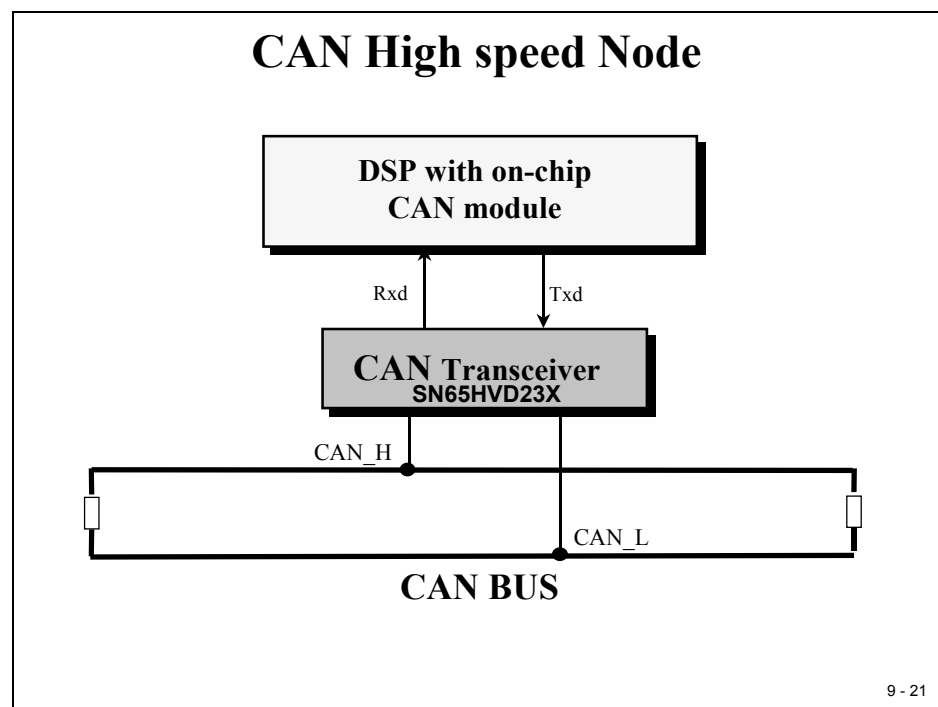 CAN High speed Node
DSP with on-chip
CAN module
Rxd
Txd
CAN Transceiver
SN65HVD23X
CAN_H
CAN_L
CAN BUS
9 - 21